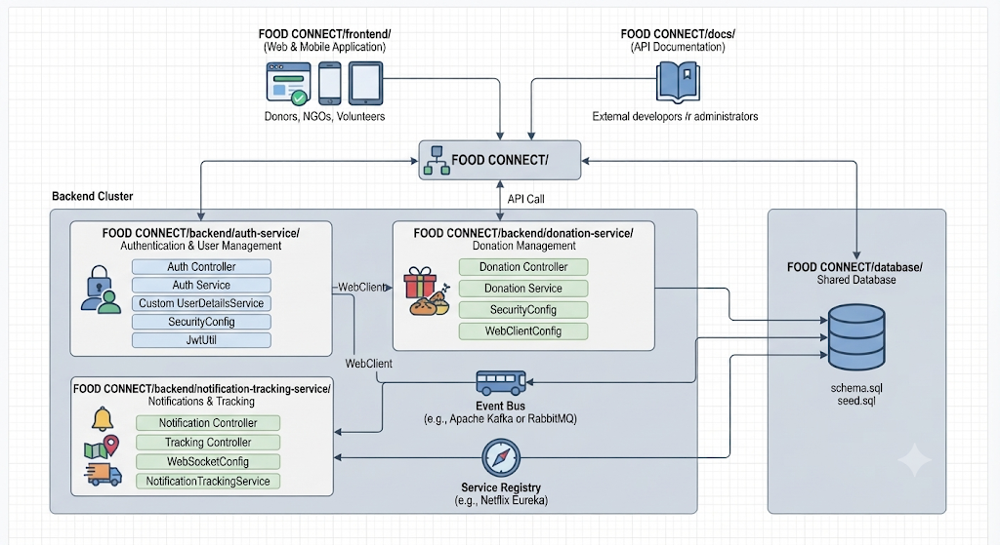 FOOD CONNECT/frontend/
(Web & Mobile Application)
Donors, NGOs, Volunteers
FOOD CONNECT/docs/
(API Documentation)
External developors /r administrators
FOOD CONNECT/
API Call
Backend Cluster
FOOD CONNECT/backend/auth-service/
Authentication & User Management
Auth Controller
Auth Service
Custom UserDetailsService
SecurityConfig
JwtUtil
WebClient
WebClient
FOOD CONNECT/backend/donation-service/
Donation Management
Donation Controller
Donation Service
SecurityConfig
WebClientConfig
FOOD CONNECT/backend/notification-tracking-service/
Notifications & Tracking
Notification Controller
Tracking Controller
WebSocketConfig
NotificationTrackingService
Event Bus
(e.g., Apache Kafka or RabbitMQ)
Service Registry
(e.g., Netflix Eureka)
FOOD CONNECT/database/
Shared Database
schema.sql
seed.sql